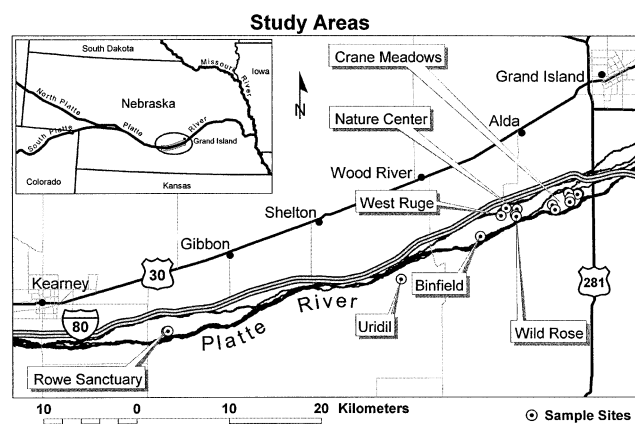 Study Areas
South Dakota
Iowa
Missouri River
North Platte
Nebraska
South Platte
Platte River
Grand Island
Colorado
Kansas
N
Crane Meadows
Grand Island
Nature Center
Alda
Wood River
West Ruge
Shelton
Gibbon
30
Kearney
80
Binfield
281
Platte River
Uridil
Wild Rose
Rowe Sanctuary
10 0 10 20 Kilometers
Sample Sites